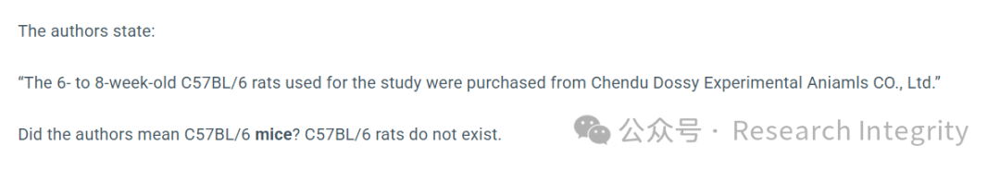 The authors state:
“The 6- to 8-week-old C57BL/6 rats used for the study were purchased from Chendu Dossy Experimental Aniamls CO., Ltd.”
Did the authors mean C57BL/6 mice? C57BL/6 rats do not exist.
公众号 · Research Integrity